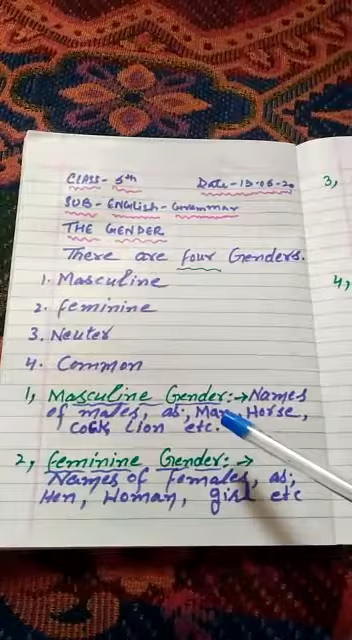 CLASS- 5th Date-13-08-20
SUB- ENGlish- Grammar
THE GENDER
There are four Genders.
1. Masculine
2. feminine
3. Neuter
4. Common
1, Masculine Gender:→Names
of males, as; Man, Horse,
cock, Lion etc.
2, Feminine Gender:→
Names of females, as;
Hen, Woman, girl etc
3,
4,